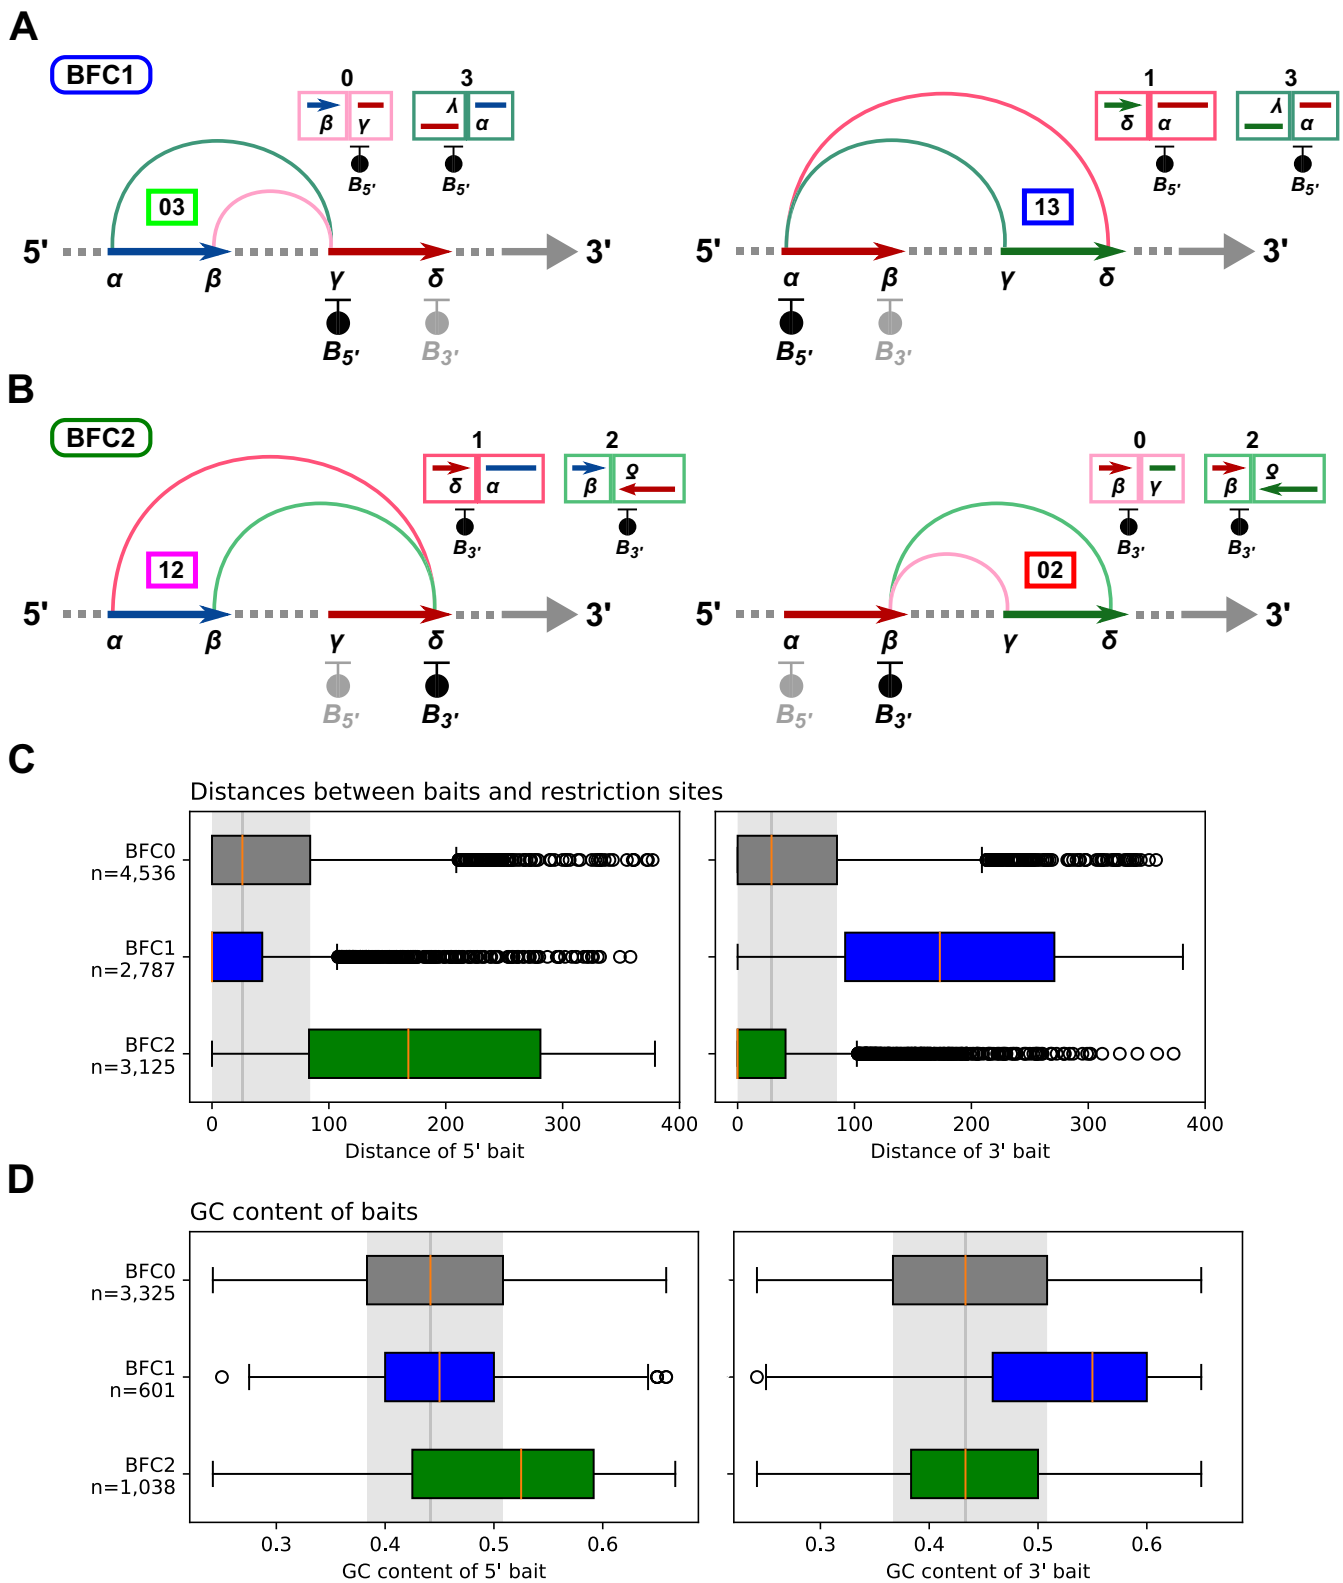 A
BFC1
0 3
β γ γ α
B5' B5'
03
5' 3'
α β γ δ
B5' B3'
1 3
δ α γ α
B5' B5'
13
5' 3'
α β γ δ
B5' B3'
B
BFC2
1 2
δ α β δ
B3' B3'
12
5' 3'
α β γ δ
B5' B3'
0 2
β γ β δ
B3' B3'
02
5' 3'
α β γ δ
B5' B3'
C
Distances between baits and restriction sites
BFC0
n=4,536
BFC1
n=2,787
BFC2
n=3,125
0 100 200 300 400
Distance of 5' bait
0 100 200 300 400
Distance of 3' bait
D
GC content of baits
BFC0
n=3,325
BFC1
n=601
BFC2
n=1,038
0.3 0.4 0.5 0.6
GC content of 5' bait
0.3 0.4 0.5 0.6
GC content of 3' bait